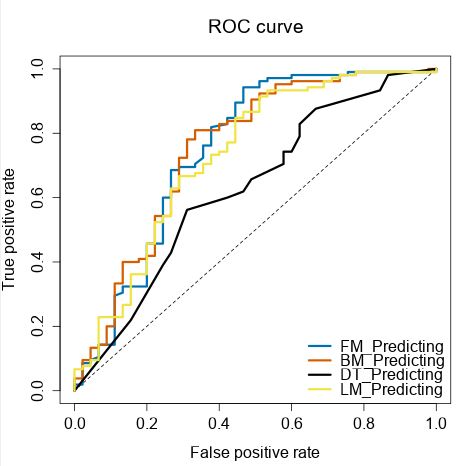 ROC curve
True positive rate
1.0
0.8
0.6
0.4
0.2
0.0
FM_Predicting
BM_Predicting
DT_Predicting
LM_Predicting
0.0 0.2 0.4 0.6 0.8 1.0
False positive rate